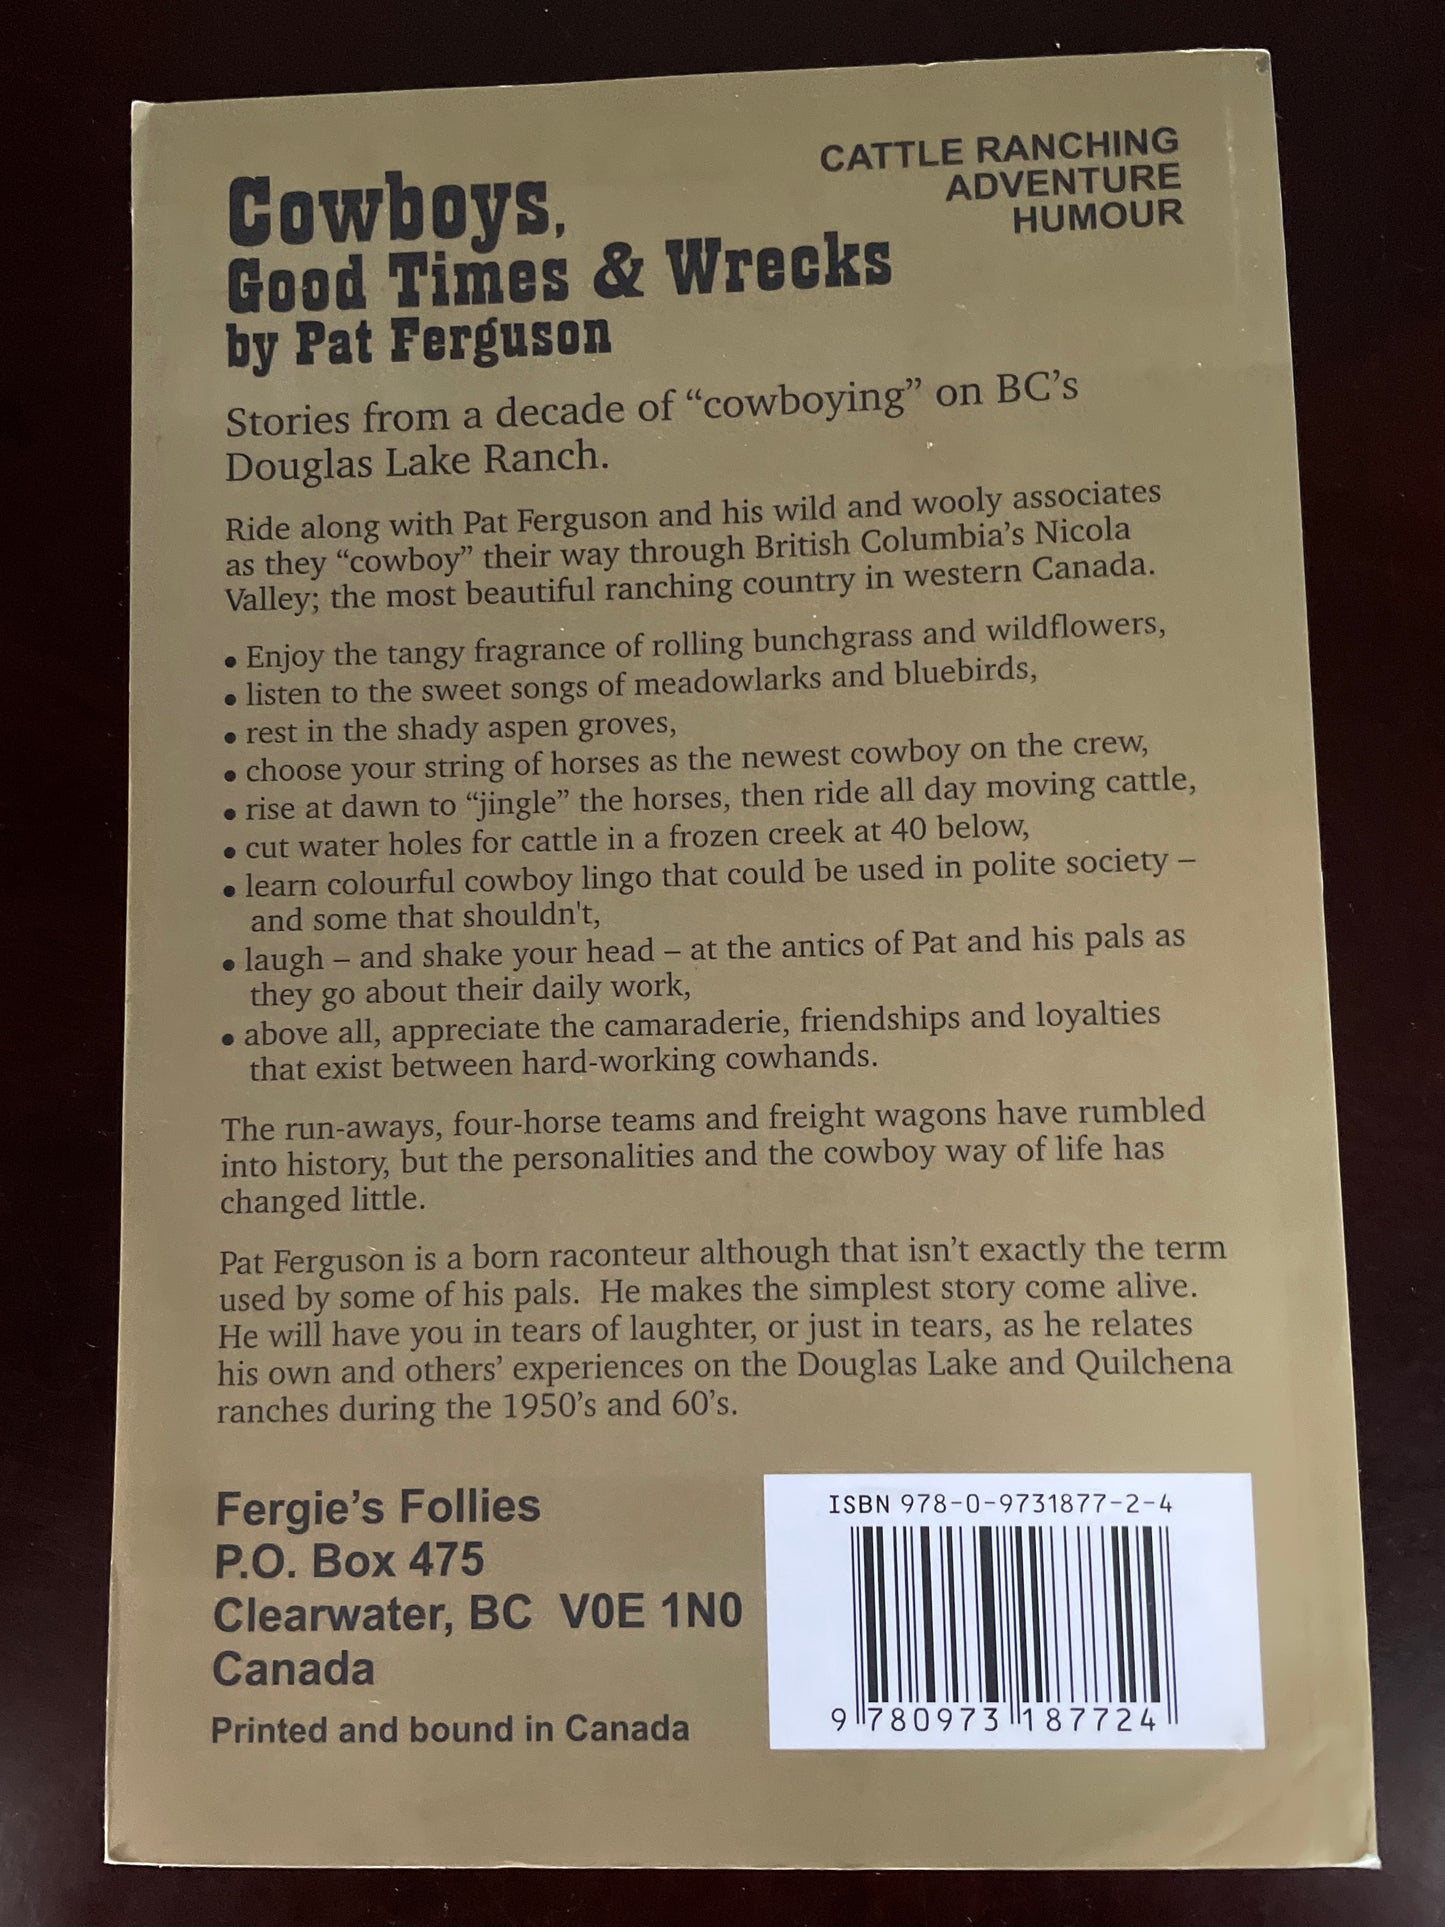 CATTLE RANCHING
ADVENTURE
HUMOUR
Cowboys,
Good Times & Wrecks
by Pat Ferguson
Stories from a decade of “cowboying” on BC’s
Douglas Lake Ranch.
Ride along with Pat Ferguson and his wild and wooly associates
as they “cowboy” their way through British Columbia’s Nicola
Valley; the most beautiful ranching country in western Canada.
• Enjoy the tangy fragrance of rolling bunchgrass and wildflowers,
• listen to the sweet songs of meadowlarks and bluebirds,
• rest in the shady aspen groves,
• choose your string of horses as the newest cowboy on the crew,
• rise at dawn to “jingle” the horses, then ride all day moving cattle,
• cut water holes for cattle in a frozen creek at 40 below,
• learn colourful cowboy lingo that could be used in polite society –
and some that shouldn't,
• laugh – and shake your head – at the antics of Pat and his pals as
they go about their daily work,
• above all, appreciate the camaraderie, friendships and loyalties
that exist between hard-working cowhands.
The run-aways, four-horse teams and freight wagons have rumbled
into history, but the personalities and the cowboy way of life has
changed little.
Pat Ferguson is a born raconteur although that isn’t exactly the term
used by some of his pals.  He makes the simplest story come alive.
He will have you in tears of laughter, or just in tears, as he relates
his own and others’ experiences on the Douglas Lake and Quilchena
ranches during the 1950’s and 60’s.
Fergie’s Follies
P.O. Box 475
Clearwater, BC  V0E 1N0
Canada
Printed and bound in Canada
ISBN 978-0-9731877-2-4
9 780973 187724